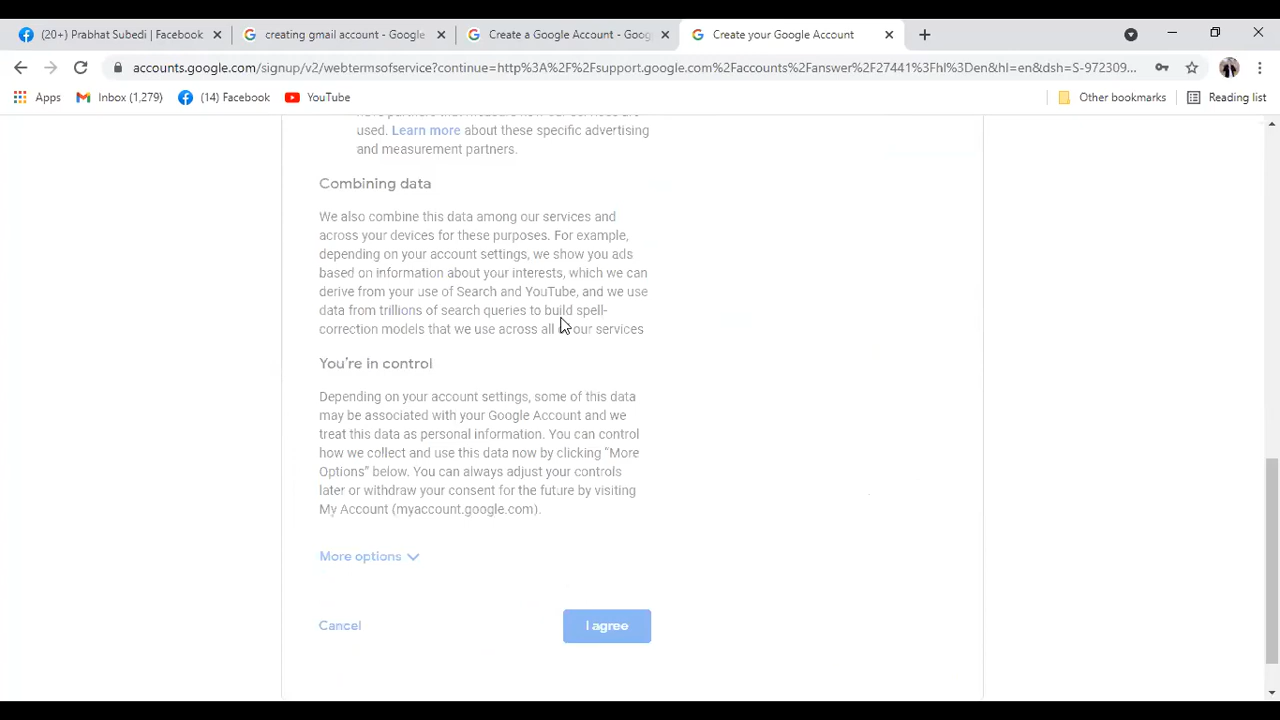 (20+) Prabhat Subedi | Facebook
creating gmail account - Google
Create a Google Account - Goog
Create your Google Account
accounts.google.com/signup/v2/webtermsofservice?continue=http%3A%2F%2Fsupport.google.com%2Faccounts%2Fanswer%2F27441%3Fhl%3Den&hl=en&dsh=S-972309...
Apps
Inbox (1,279)
(14) Facebook
YouTube
Other bookmarks
Reading list
used. Learn more about these specific advertising
and measurement partners.
Combining data
We also combine this data among our services and
across your devices for these purposes. For example,
depending on your account settings, we show you ads
based on information about your interests, which we can
derive from your use of Search and YouTube, and we use
data from trillions of search queries to build spell-
correction models that we use across all of our services
You're in control
Depending on your account settings, some of this data
may be associated with your Google Account and we
treat this data as personal information. You can control
how we collect and use this data now by clicking “More
Options” below. You can always adjust your controls
later or withdraw your consent for the future by visiting
My Account (myaccount.google.com).
More options
Cancel
I agree